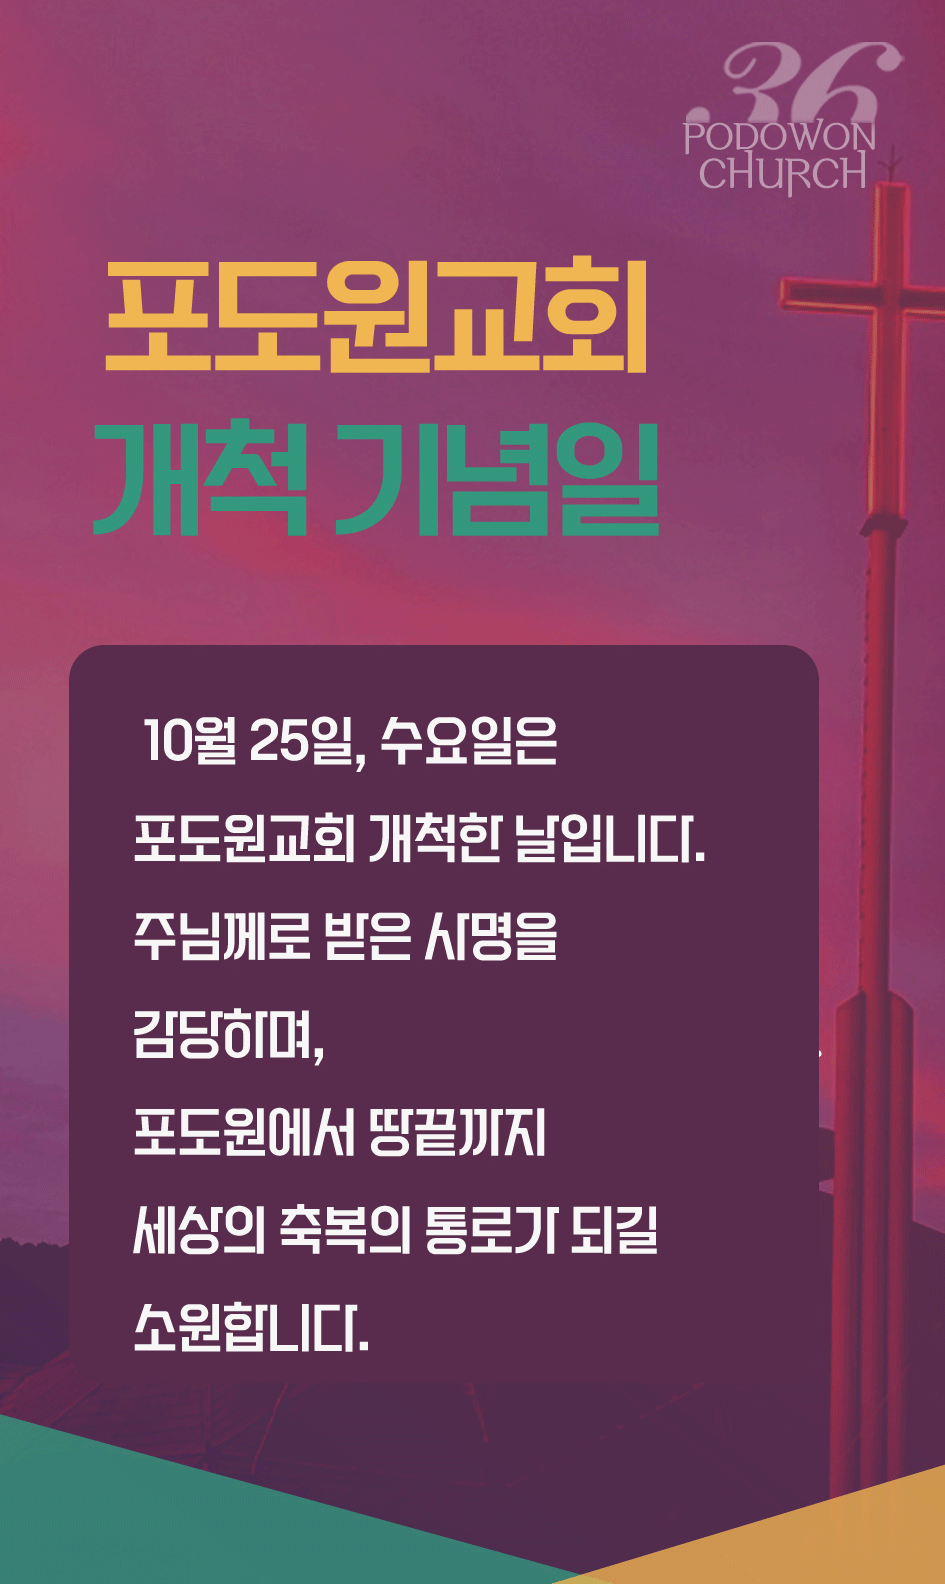 36
PODOWON
CHURCH
포도원교회
개척 기념일
10월 25일, 수요일은
포도원교회 개척한 날입니다.
주님께로 받은 사명을
감당하며,
포도원에서 땅끝까지
세상의 축복의 통로가 되길
소원합니다.